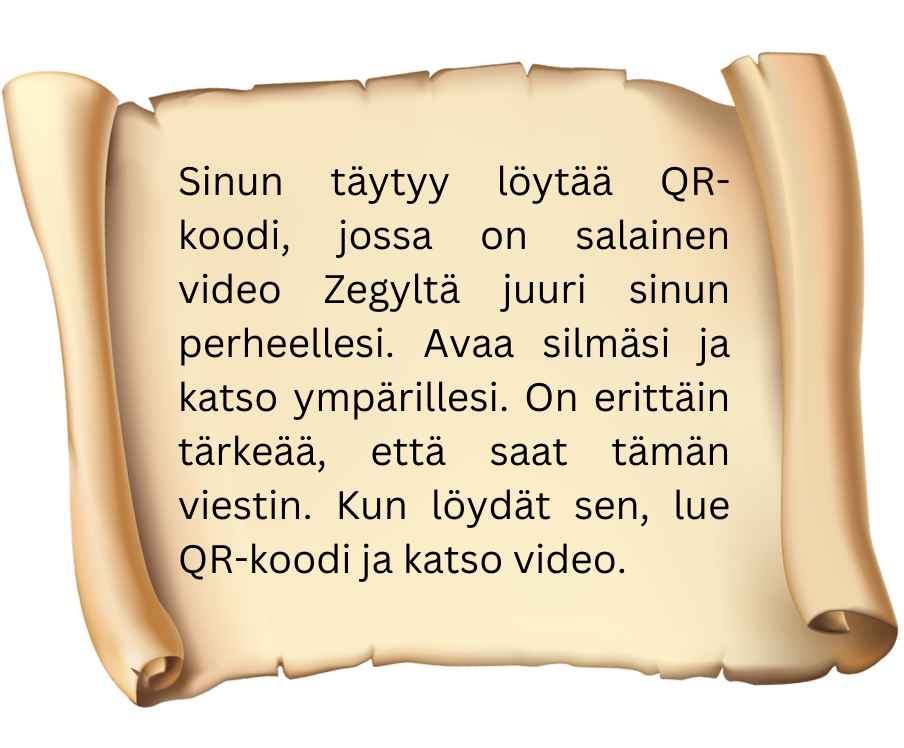 Sinun täytyy löytää QR-
koodi, jossa on salainen
video Zegyltä juuri sinun
perheellesi. Avaa silmäsi ja
katso ympärillesi. On erittäin
tärkeää, että saat tämän
viestin. Kun löydät sen, lue
QR-koodi ja katso video.